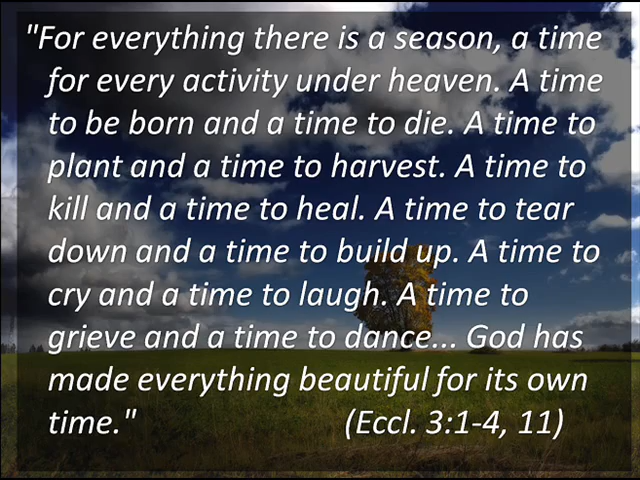 "For everything there is a season, a time
for every activity under heaven. A time
to be born and a time to die. A time to
plant and a time to harvest. A time to
kill and a time to heal. A time to tear
down and a time to build up. A time to
cry and a time to laugh. A time to
grieve and a time to dance... God has
made everything beautiful for its own
time." (Eccl. 3:1-4, 11)